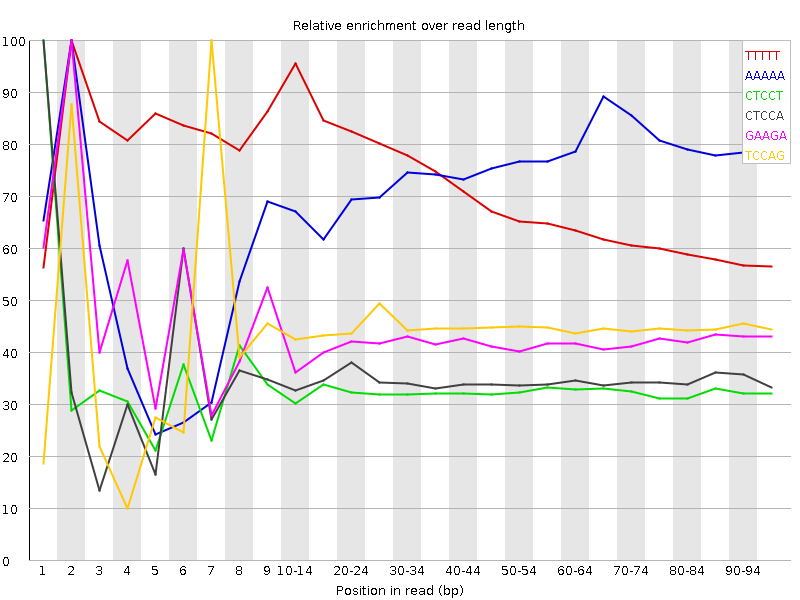 Relative enrichment over read length
100
90
80
70
60
50
40
30
20
10
0
TTTTT
AAAAA
CTCCT
CTCCA
GAAGA
TCCAG
1 2 3 4 5 6 7 8 9 10-14 20-24 30-34 40-44 50-54 60-64 70-74 80-84 90-94
Position in read (bp)